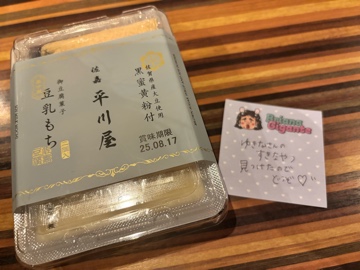 佐賀県産大豆使用
黒蜜黄粉付
佐嘉
平川屋
御豆腐菓子
豆乳もち
賞味期限
25.08.17
ゆきなさんの
すきなやつ
見つけたので
どーぞ♡